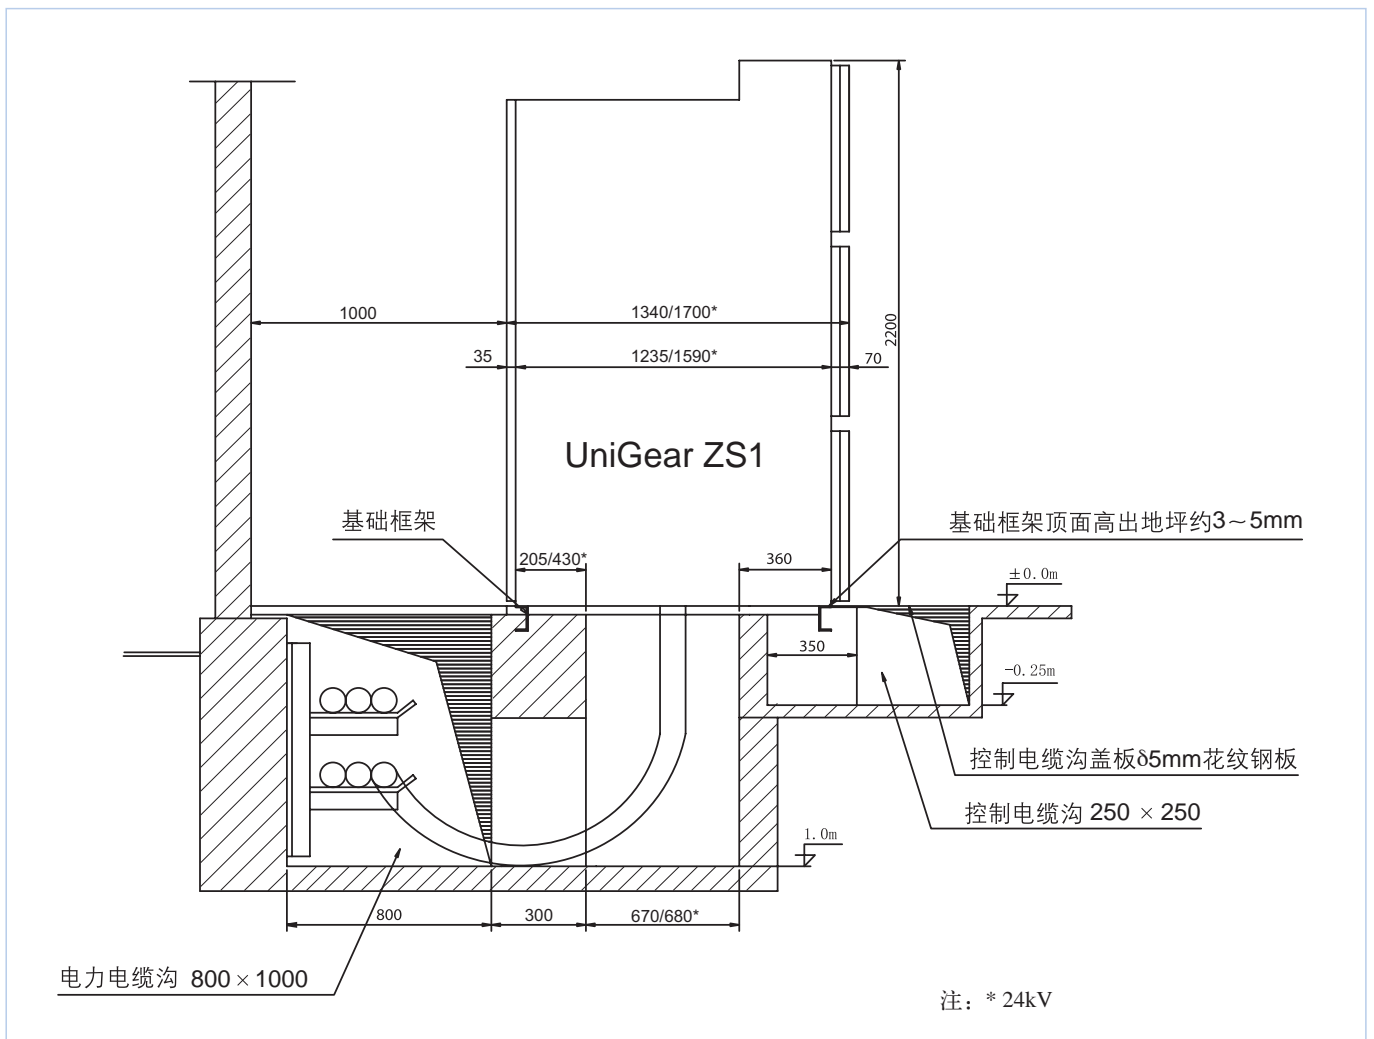 1000
1340/1700*
2200
35
1235/1590*
70
UniGear ZS1
基础框架
基础框架顶面高出地坪约3～5mm
205/430*
360
±0.0m
350
-0.25m
控制电缆沟盖板δ5mm花纹钢板
控制电缆沟 250 × 250
1.0m
800
300
670/680*
电力电缆沟 800 × 1000
注：* 24kV